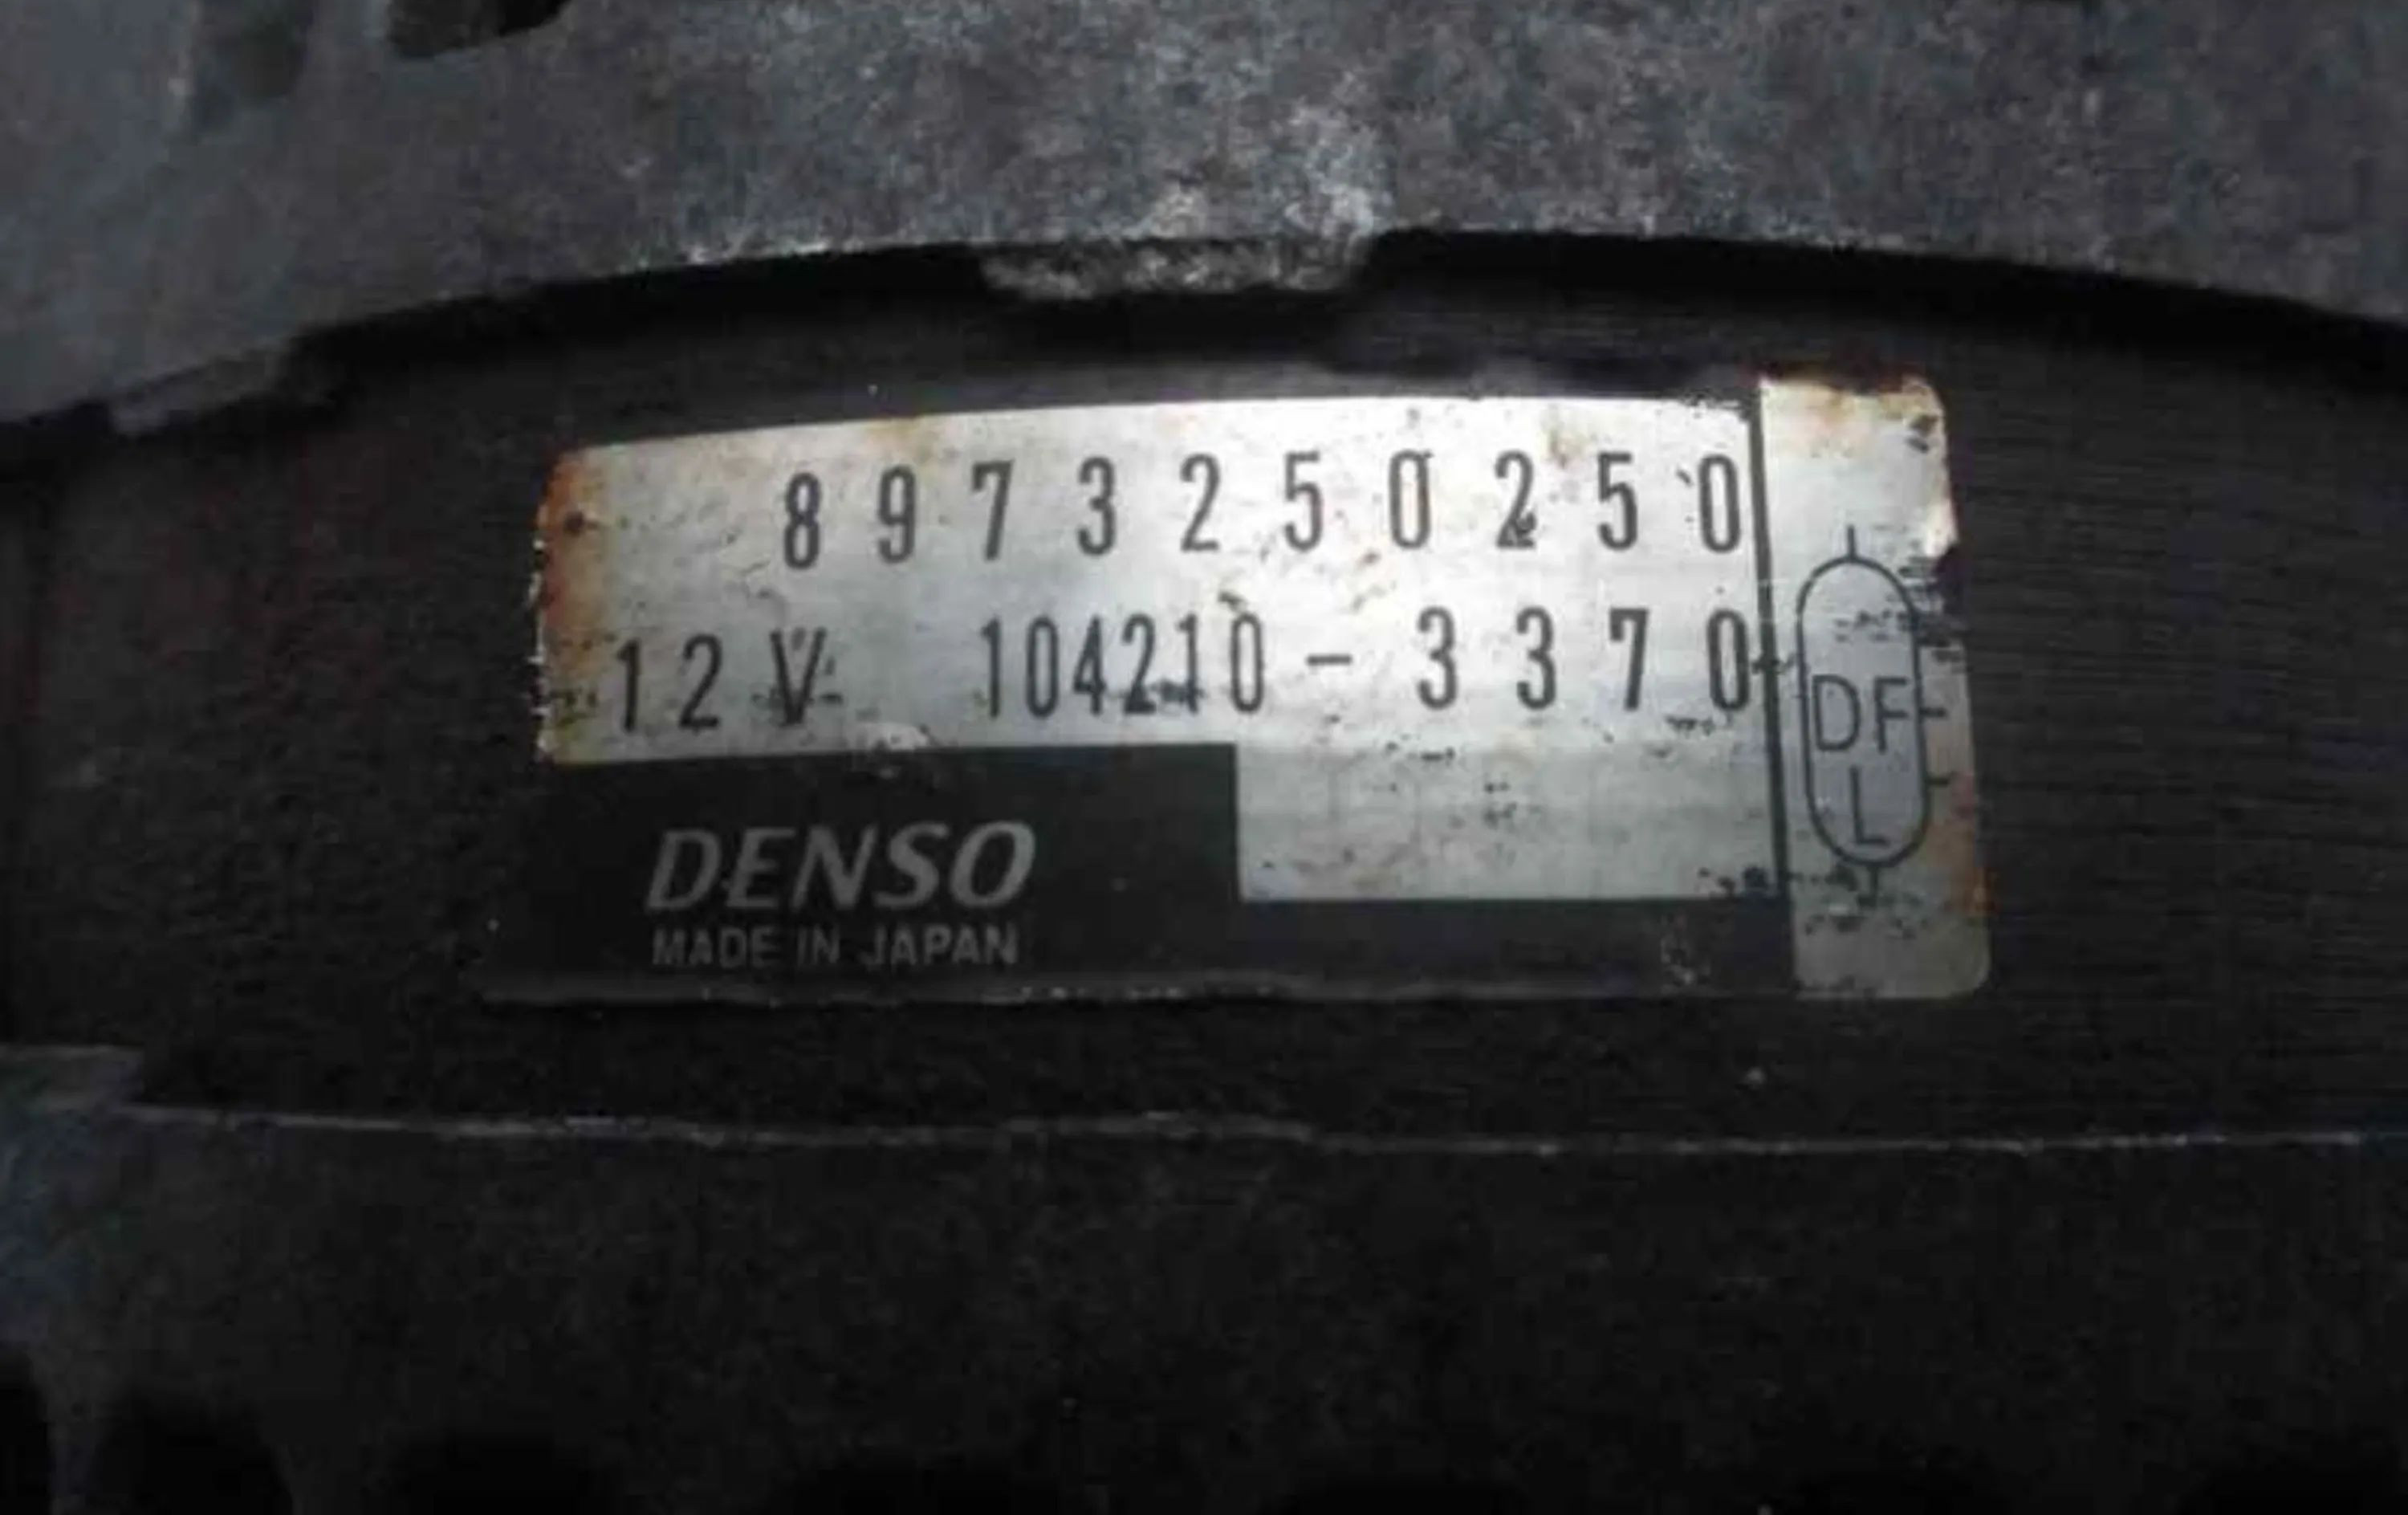 8973250250
12V 104210-3370
DENSO
MADE IN JAPAN
DF
L